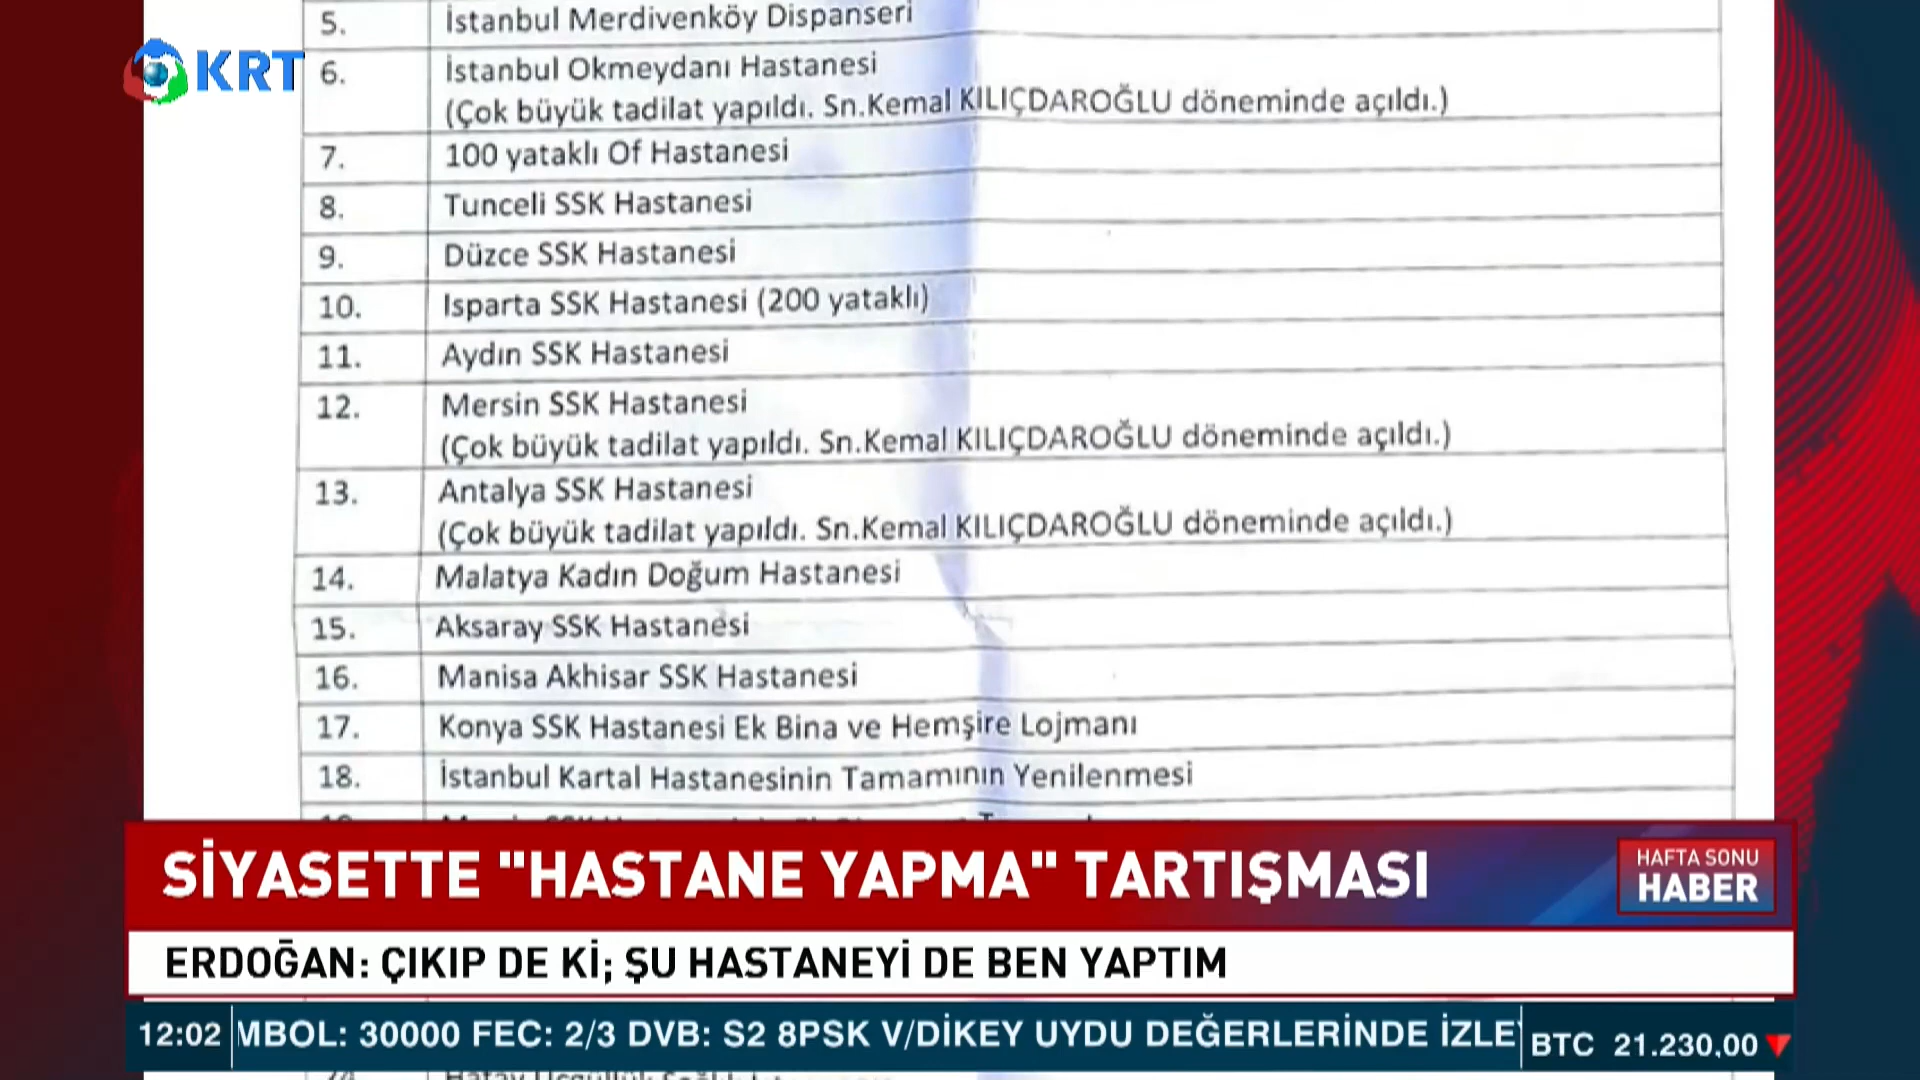 5. İstanbul Merdivenköy Dispanseri
KRT
6. İstanbul Okmeydanı Hastanesi
(Çok büyük tadilat yapıldı. Sn.Kemal KILIÇDAROĞLU döneminde açıldı.)
7. 100 yataklı Of Hastanesi
8. Tunceli SSK Hastanesi
9. Düzce SSK Hastanesi
10. Isparta SSK Hastanesi (200 yataklı)
11. Aydın SSK Hastanesi
12. Mersin SSK Hastanesi
(Çok büyük tadilat yapıldı. Sn.Kemal KILIÇDAROĞLU döneminde açıldı.)
13. Antalya SSK Hastanesi
(Çok büyük tadilat yapıldı. Sn.Kemal KILIÇDAROĞLU döneminde açıldı.)
14. Malatya Kadın Doğum Hastanesi
15. Aksaray SSK Hastanesi
16. Manisa Akhisar SSK Hastanesi
17. Konya SSK Hastanesi Ek Bina ve Hemşire Lojmanı
18. İstanbul Kartal Hastanesinin Tamamının Yenilenmesi
SİYASETTE "HASTANE YAPMA" TARTIŞMASI
HAFTA SONU
HABER
ERDOĞAN: ÇIKIP DE Kİ; ŞU HASTANEYİ DE BEN YAPTIM
12:02 MBOL: 30000 FEC: 2/3 DVB: S2 8PSK V/DİKEY UYDU DEĞERLERİNDE İZLEY BTC 21.230,00